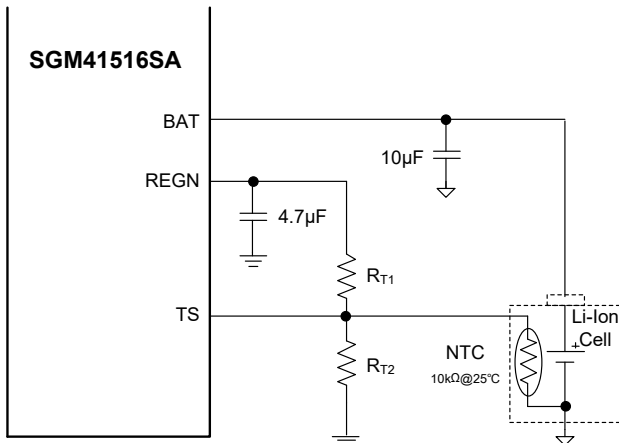 SGM41516SA
BAT
10µF
REGN
4.7µF
RT1
TS
Li-Ion
+ Cell
NTC
10kΩ@25℃
RT2